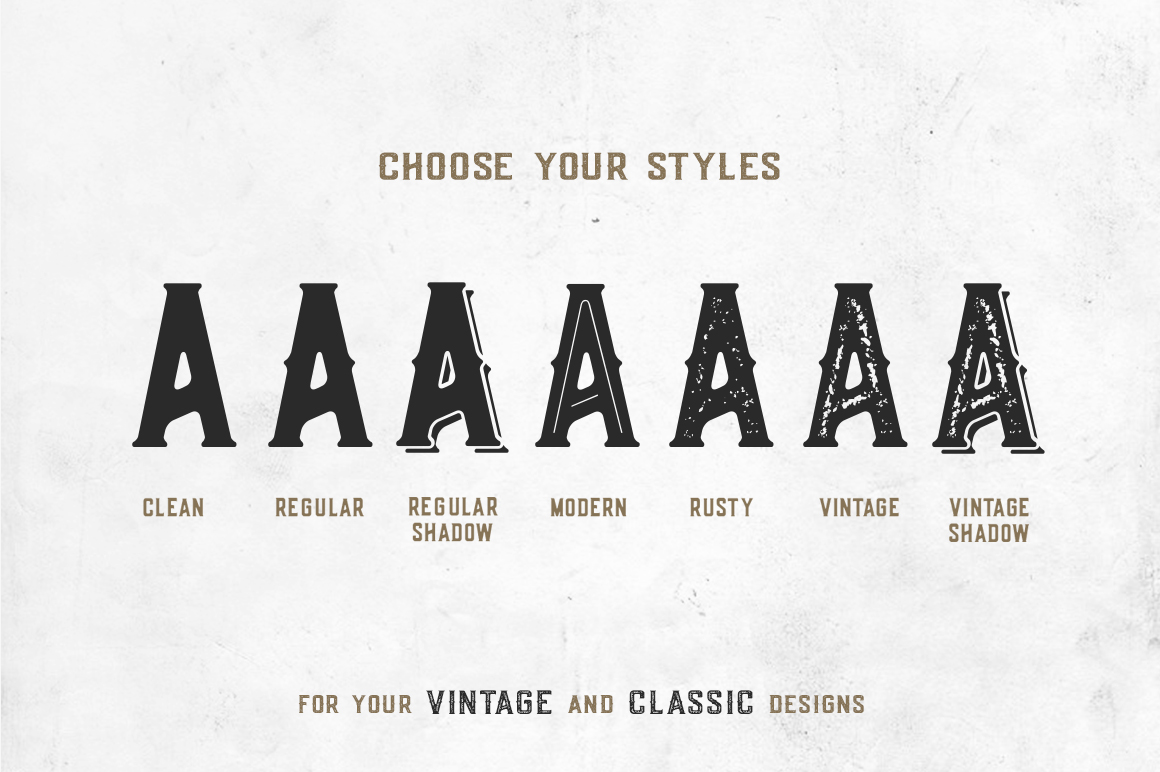 CHOOSE YOUR STYLES
A A A A A A A
CLEAN REGULAR REGULAR SHADOW MODERN RUSTY VINTAGE VINTAGE SHADOW
FOR YOUR VINTAGE AND CLASSIC DESIGNS